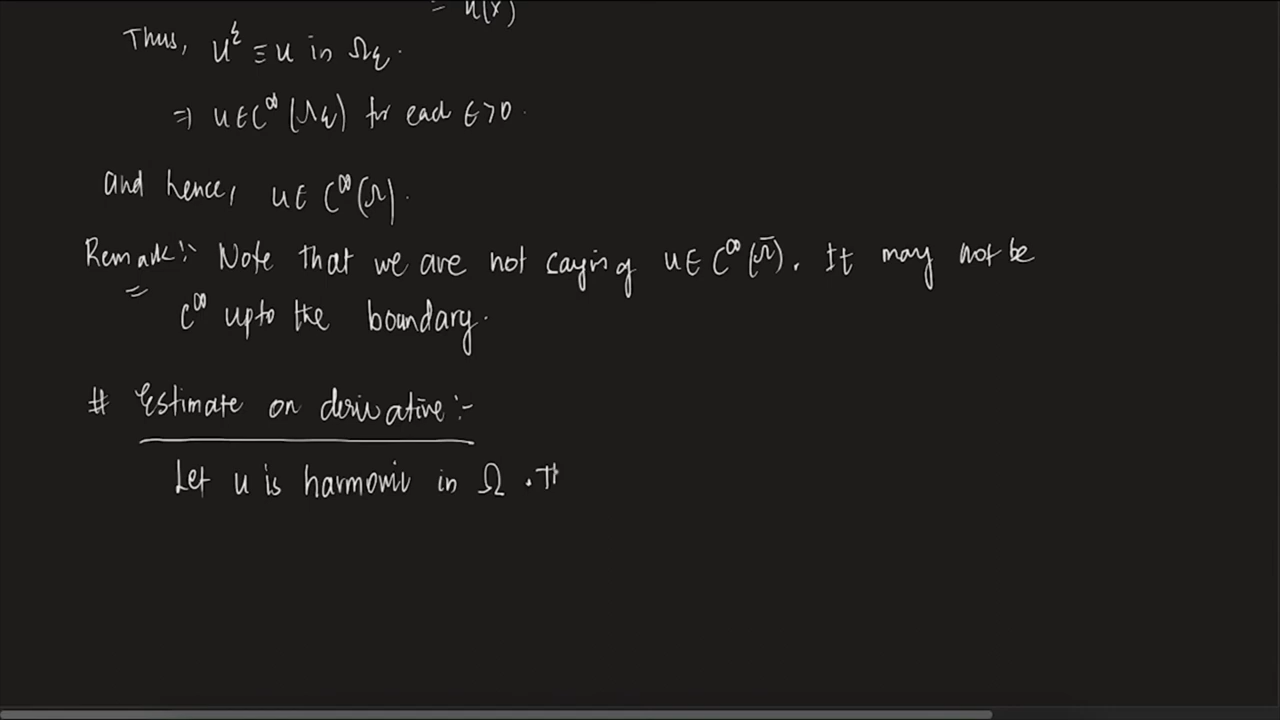 = u(x)
Thus, u^ε ≡ u in Ω_ε.
⇒ u ∈ C^∞(Ω_ε) for each ε>0.
and hence, u ∈ C^∞(Ω).
Remark:- Note that we are not saying u ∈ C^∞(Ω̄). It may not be
C^∞ upto the boundary.
# Estimate on derivative:-
Let u is harmonic in Ω . Th